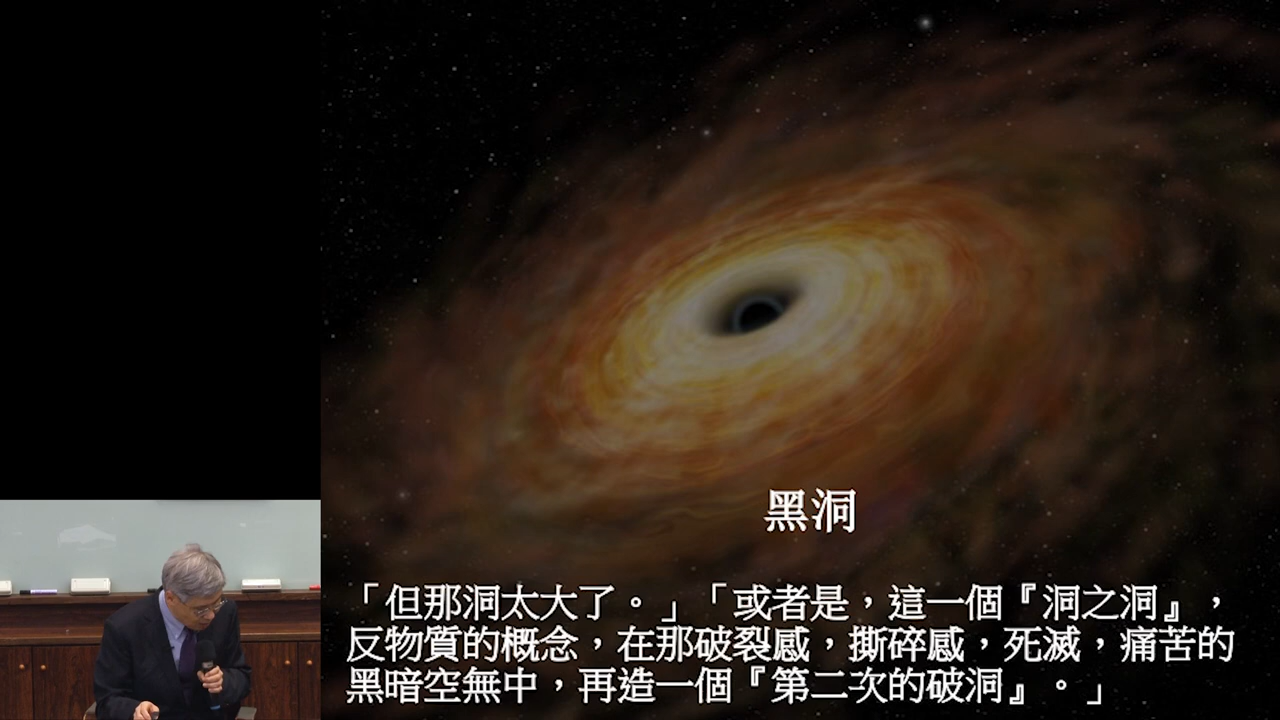 黑洞
「但那洞太大了。」「或者是，這一個『洞之洞』，
反物質的概念，在那破裂感，撕碎感，死滅，痛苦的
黑暗空無中，再造一個『第二次的破洞』。」